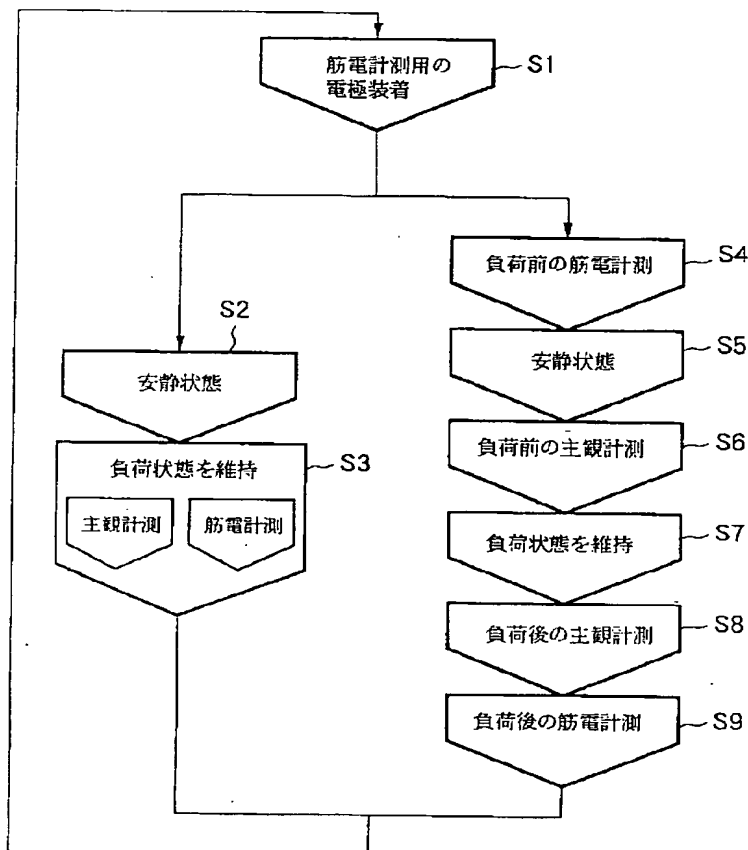 筋電計測用の
電極装着
S1
S2
安静状態
負荷状態を維持
S3
主観計測
筋電計測
負荷前の筋電計測
S4
安静状態
S5
負荷前の主観計測
S6
負荷状態を維持
S7
負荷後の主観計測
S8
負荷後の筋電計測
S9